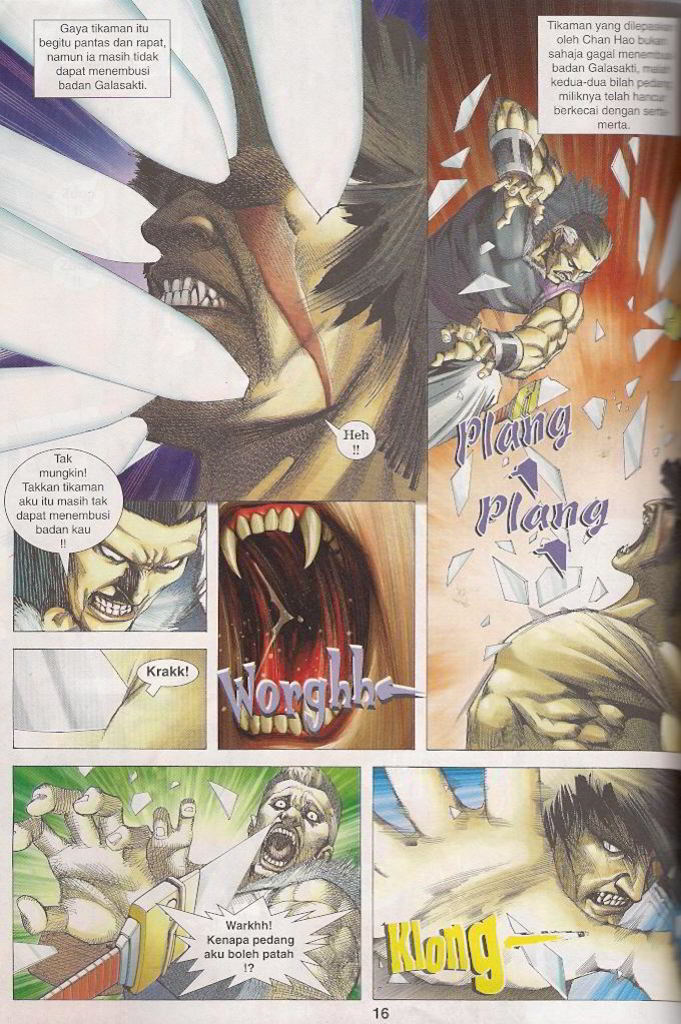 Gaya tikaman itu
begitu pantas dan rapat,
namun ia masih tidak
dapat menembusi
badan Galasakti.
Tikaman yang dilepaskan
oleh Chan Hao bukan
sahaja gagal menembusi
badan Galasakti, malah
kedua-dua bilah pedang
miliknya telah hancur
berkecai dengan serta-
merta.
Heh
!!
Plang
Plang
Tak
mungkin!
Takkan tikaman
aku itu masih tak
dapat menembusi
badan kau
!!
Krakk!
Worghh
Warkhh!
Kenapa pedang
aku boleh patah
!?
Klong
16